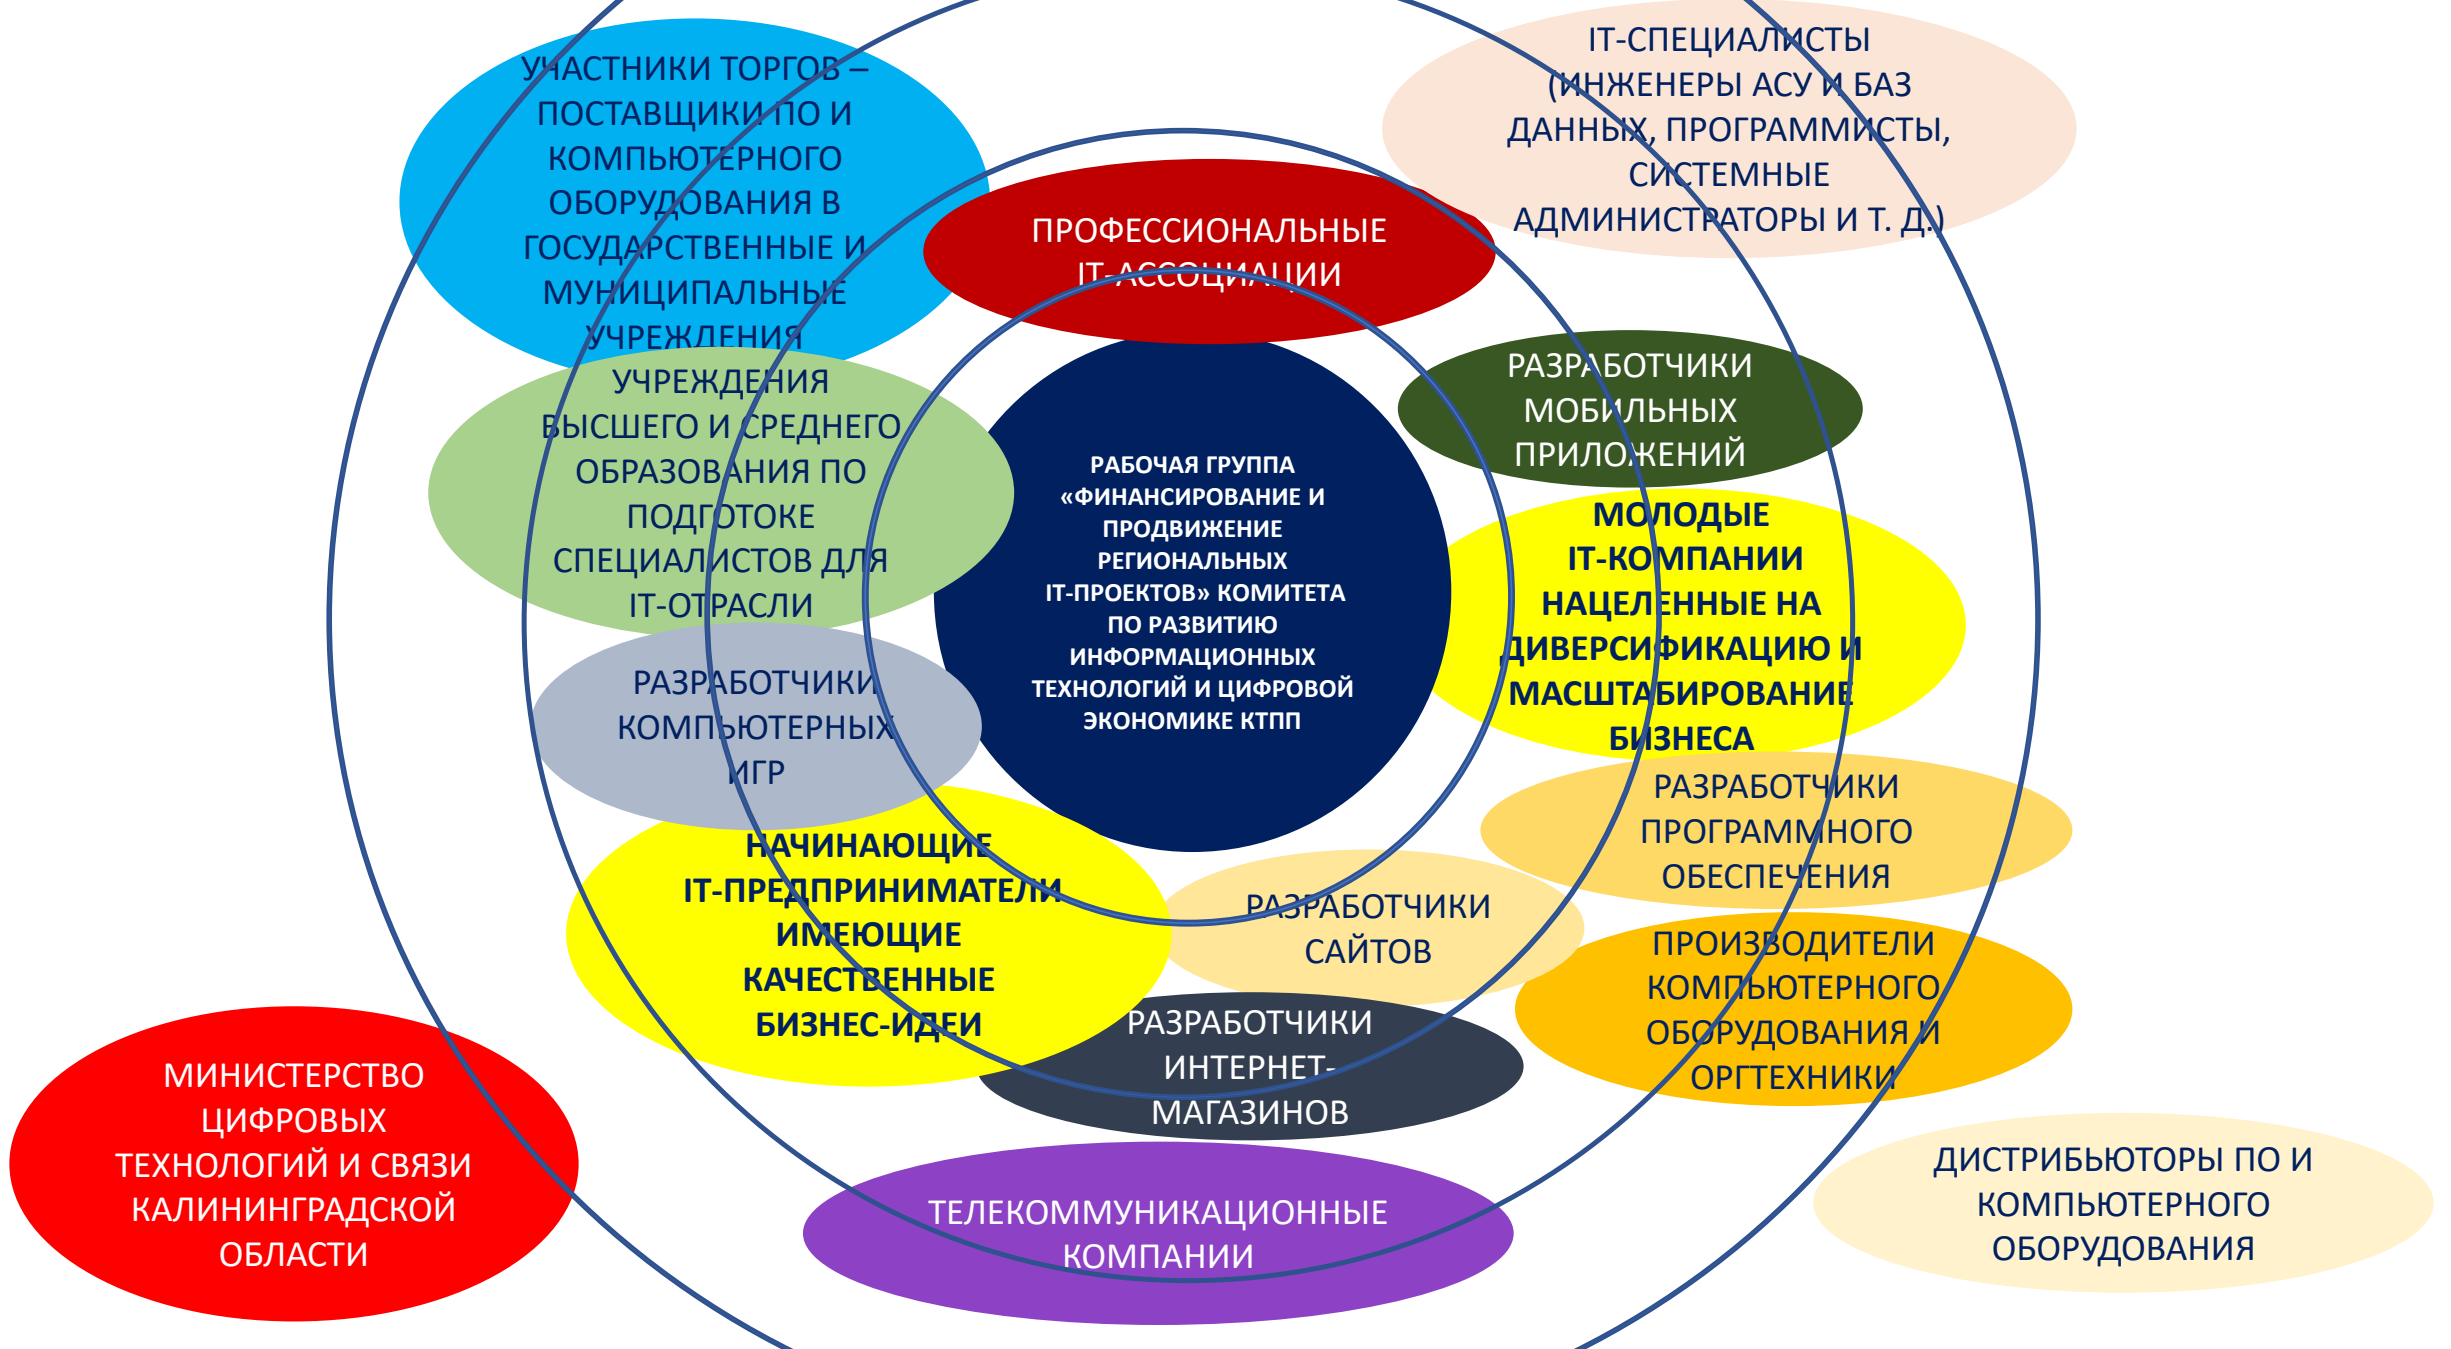 УЧАСТНИКИ ТОРГОВ –
ПОСТАВЩИКИ ПО И
КОМПЬЮТЕРНОГО
ОБОРУДОВАНИЯ В
ГОСУДАРСТВЕННЫЕ И
МУНИЦИПАЛЬНЫЕ
УЧРЕЖДЕНИЯ
IT-СПЕЦИАЛИСТЫ
(ИНЖЕНЕРЫ АСУ И БАЗ
ДАННЫХ, ПРОГРАММИСТЫ,
СИСТЕМНЫЕ
АДМИНИСТРАТОРЫ И Т. Д.)
ПРОФЕССИОНАЛЬНЫЕ
IT-АССОЦИАЦИИ
УЧРЕЖДЕНИЯ
ВЫСШЕГО И СРЕДНЕГО
ОБРАЗОВАНИЯ ПО
ПОДГОТОКЕ
СПЕЦИАЛИСТОВ ДЛЯ
IT-ОТРАСЛИ
РАЗРАБОТЧИКИ
МОБИЛЬНЫХ
ПРИЛОЖЕНИЙ
РАБОЧАЯ ГРУППА
«ФИНАНСИРОВАНИЕ И
ПРОДВИЖЕНИЕ
РЕГИОНАЛЬНЫХ
IT-ПРОЕКТОВ» КОМИТЕТА
ПО РАЗВИТИЮ
ИНФОРМАЦИОННЫХ
ТЕХНОЛОГИЙ И ЦИФРОВОЙ
ЭКОНОМИКЕ КТПП
МОЛОДЫЕ
IT-КОМПАНИИ
НАЦЕЛЕННЫЕ НА
ДИВЕРСИФИКАЦИЮ И
МАСШТАБИРОВАНИЕ
БИЗНЕСА
РАЗРАБОТЧИКИ
КОМПЬЮТЕРНЫХ
ИГР
РАЗРАБОТЧИКИ
ПРОГРАММНОГО
ОБЕСПЕЧЕНИЯ
НАЧИНАЮЩИЕ
IT-ПРЕДПРИНИМАТЕЛИ
ИМЕЮЩИЕ
КАЧЕСТВЕННЫЕ
БИЗНЕС-ИДЕИ
РАЗРАБОТЧИКИ
САЙТОВ
ПРОИЗВОДИТЕЛИ
КОМПЬЮТЕРНОГО
ОБОРУДОВАНИЯ И
ОРГТЕХНИКИ
РАЗРАБОТЧИКИ
ИНТЕРНЕТ-
МАГАЗИНОВ
МИНИСТЕРСТВО
ЦИФРОВЫХ
ТЕХНОЛОГИЙ И СВЯЗИ
КАЛИНИНГРАДСКОЙ
ОБЛАСТИ
ТЕЛЕКОММУНИКАЦИОННЫЕ
КОМПАНИИ
ДИСТРИБЬЮТОРЫ ПО И
КОМПЬЮТЕРНОГО
ОБОРУДОВАНИЯ